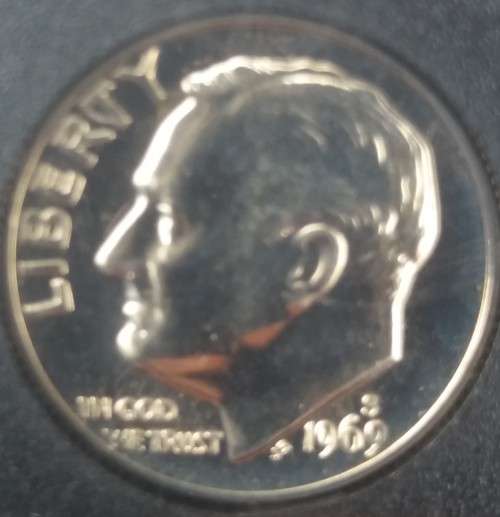 LIBERTY
IN GOD
WE TRUST
S
1969